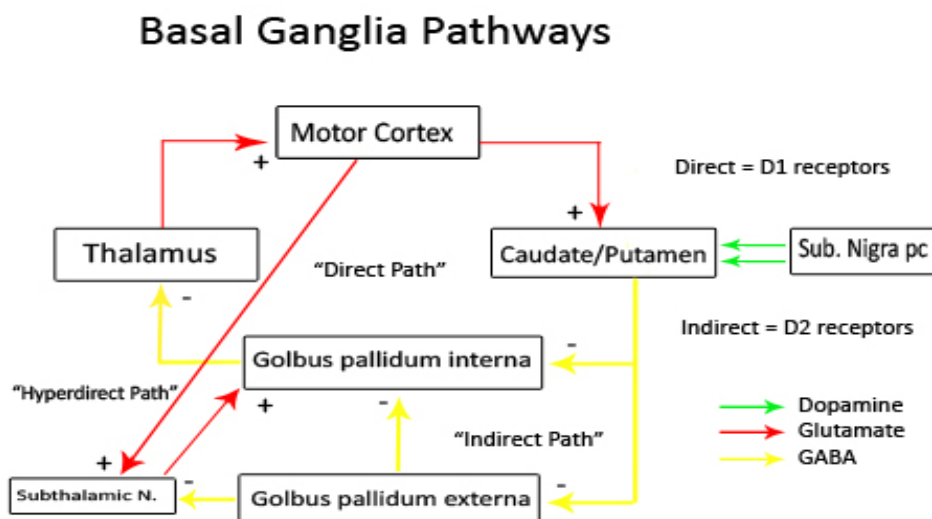 Basal Ganglia Pathways
Motor Cortex
+
+
Direct = D1 receptors
Thalamus
Caudate/Putamen
Sub. Nigra pc
“Direct Path”
-
Indirect = D2 receptors
-
Golbus pallidum interna
“Hyperdirect Path”
+
-
Dopamine
“Indirect Path”
Glutamate
+
GABA
-
-
Subthalamic N.
Golbus pallidum externa